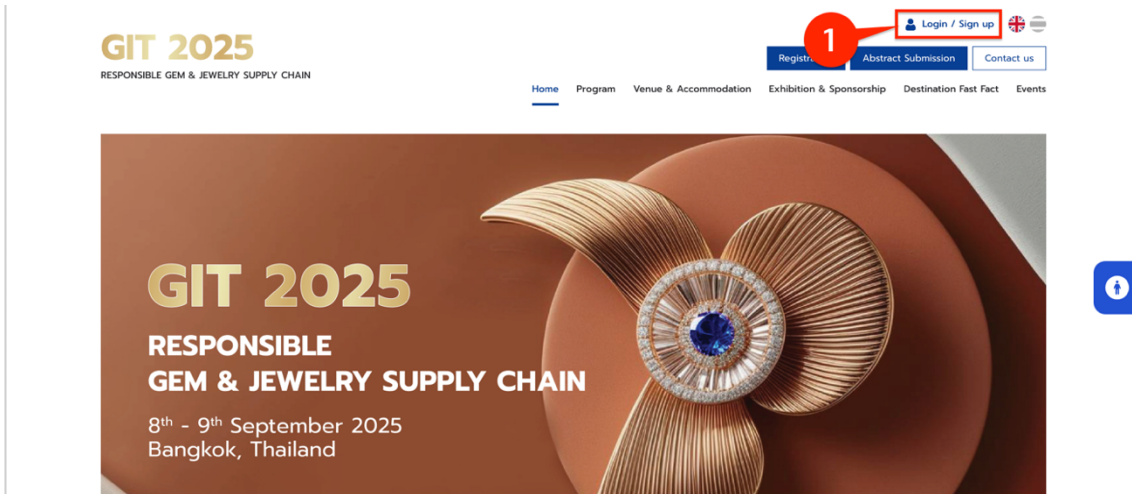 Login / Sign up
1
GIT 2025
RESPONSIBLE GEM & JEWELRY SUPPLY CHAIN
Abstract Submission
Contact us
Home Program Venue & Accommodation Exhibition & Sponsorship Destination Fast Fact Events
GIT 2025
RESPONSIBLE
GEM & JEWELRY SUPPLY CHAIN
8th - 9th September 2025
Bangkok, Thailand